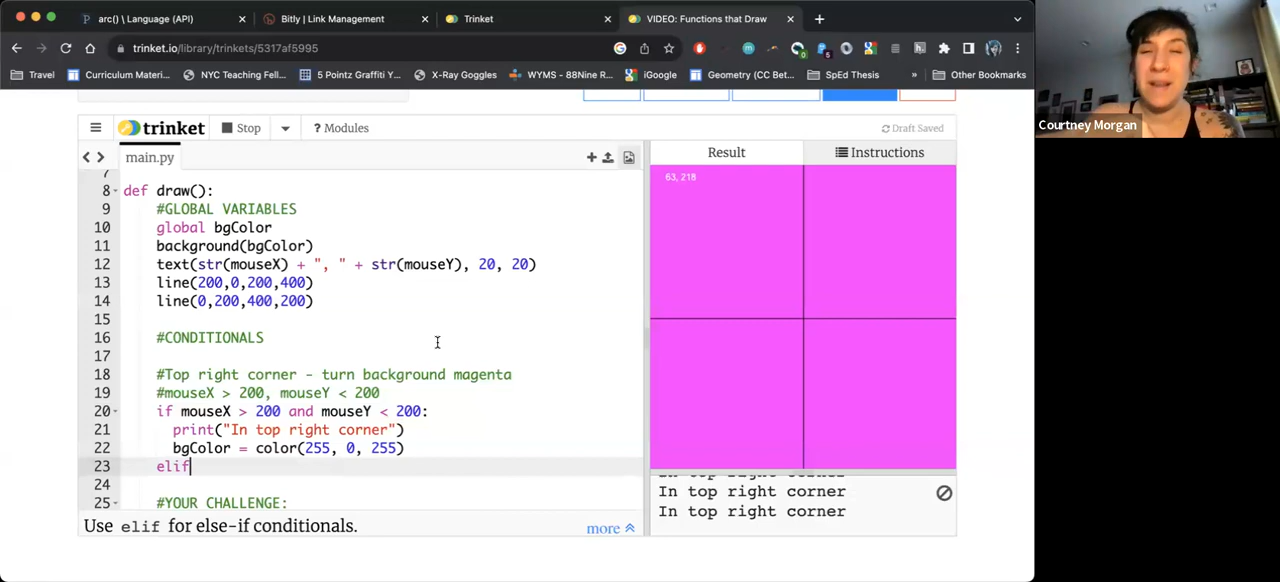 arc() \ Language (API)
Bitly | Link Management
Trinket
VIDEO: Functions that Draw
trinket.io/library/trinkets/5317af5995
Travel
Curriculum Materi...
NYC Teaching Fell...
5 Pointz Graffiti Y...
X-Ray Goggles
WYMS - 88Nine R...
iGoogle
Geometry (CC Bet...
SpEd Thesis
»
Other Bookmarks
Courtney Morgan
trinket
Stop
? Modules
Draft Saved
main.py
Result
Instructions
7
8 def draw():
9 #GLOBAL VARIABLES
10 global bgColor
11 background(bgColor)
12 text(str(mouseX) + ", " + str(mouseY), 20, 20)
13 line(200,0,200,400)
14 line(0,200,400,200)
15
16 #CONDITIONALS
17
18 #Top right corner - turn background magenta
19 #mouseX > 200, mouseY < 200
20 if mouseX > 200 and mouseY < 200:
21 print("In top right corner")
22 bgColor = color(255, 0, 255)
23 elif
24
25 #YOUR CHALLENGE:
Use elif for else-if conditionals.
more
63, 218
In top right corner
In top right corner
In top right corner